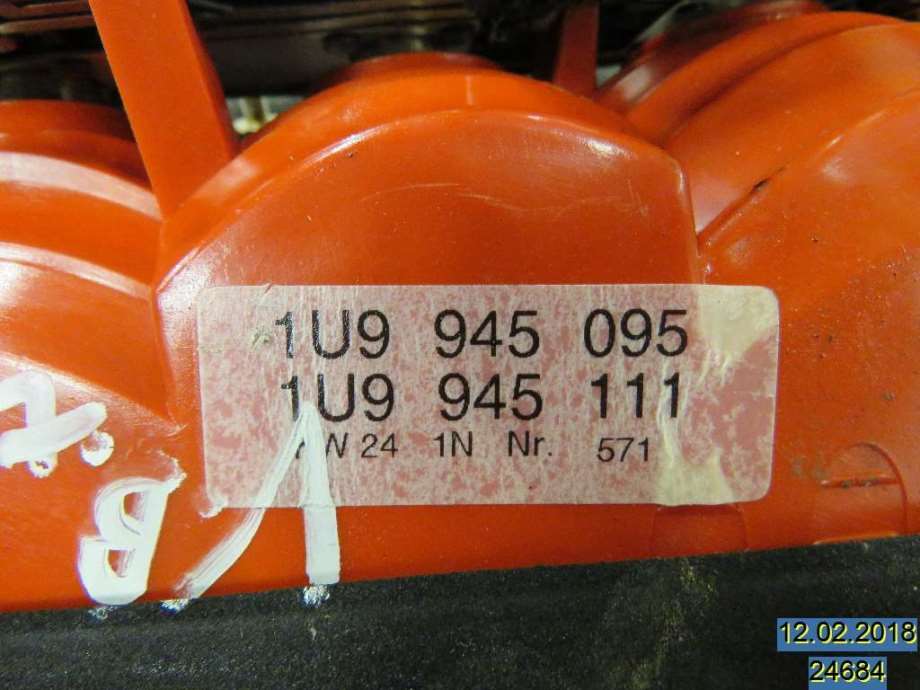 1U9 945 095
1U9 945 111
W 24 1N Nr. 571
B
12.02.2018
24684